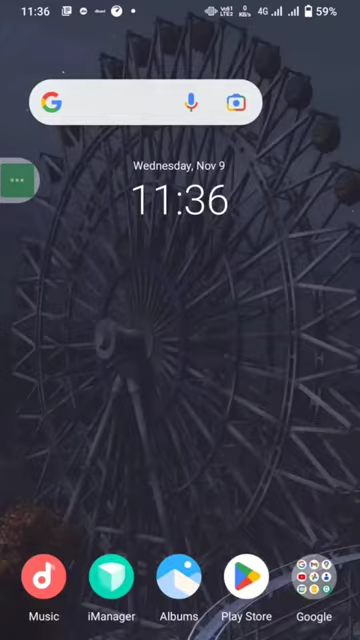 11:36
4G
59%
Wednesday, Nov 9
11:36
Music
iManager
Albums
Play Store
Google